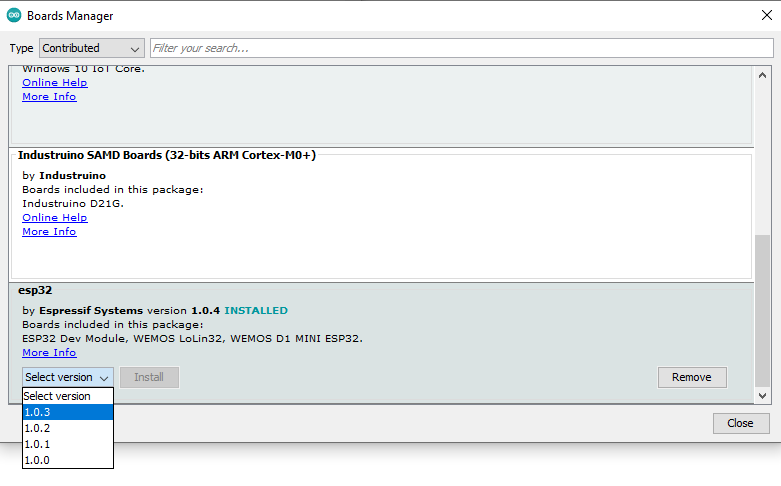 Boards Manager
Type Contributed Filter your search...
Windows 10 IoT Core.
Online Help
More Info
Industruino SAMD Boards (32-bits ARM Cortex-M0+)
by Industruino
Boards included in this package:
Industruino D21G.
Online Help
More Info
esp32
by Espressif Systems version 1.0.4 INSTALLED
Boards included in this package:
ESP32 Dev Module, WEMOS LoLin32, WEMOS D1 MINI ESP32.
More Info
Select version Install Remove
Select version
1.0.3
1.0.2
1.0.1
1.0.0
Close